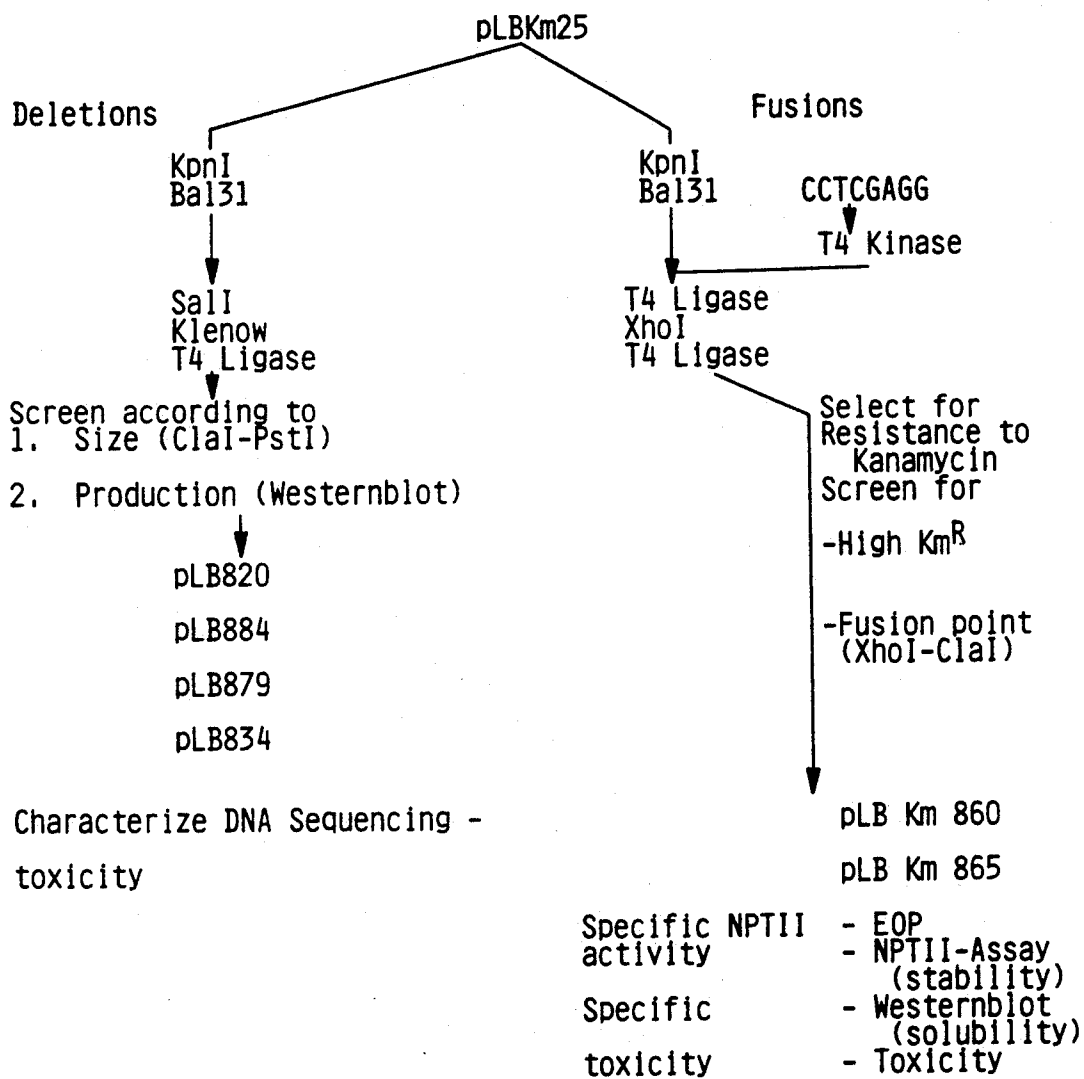 pLBKm25
Deletions
KpnI
Bal31
SalI
Klenow
T4 Ligase
Screen according to
1. Size (ClaI-PstI)
2. Production (Westernblot)
pLB820
pLB884
pLB879
pLB834
Characterize DNA Sequencing -
toxicity
Fusions
KpnI
Bal31
CCTCGAGG
T4 Kinase
T4 Ligase
XhoI
T4 Ligase
Select for
Resistance to
Kanamycin
Screen for
-High KmR
-Fusion point
(XhoI-ClaI)
pLB Km 860
pLB Km 865
Specific NPTII - EOP
activity - NPTII-Assay
(stability)
Specific - Westernblot
(solubility)
toxicity - Toxicity